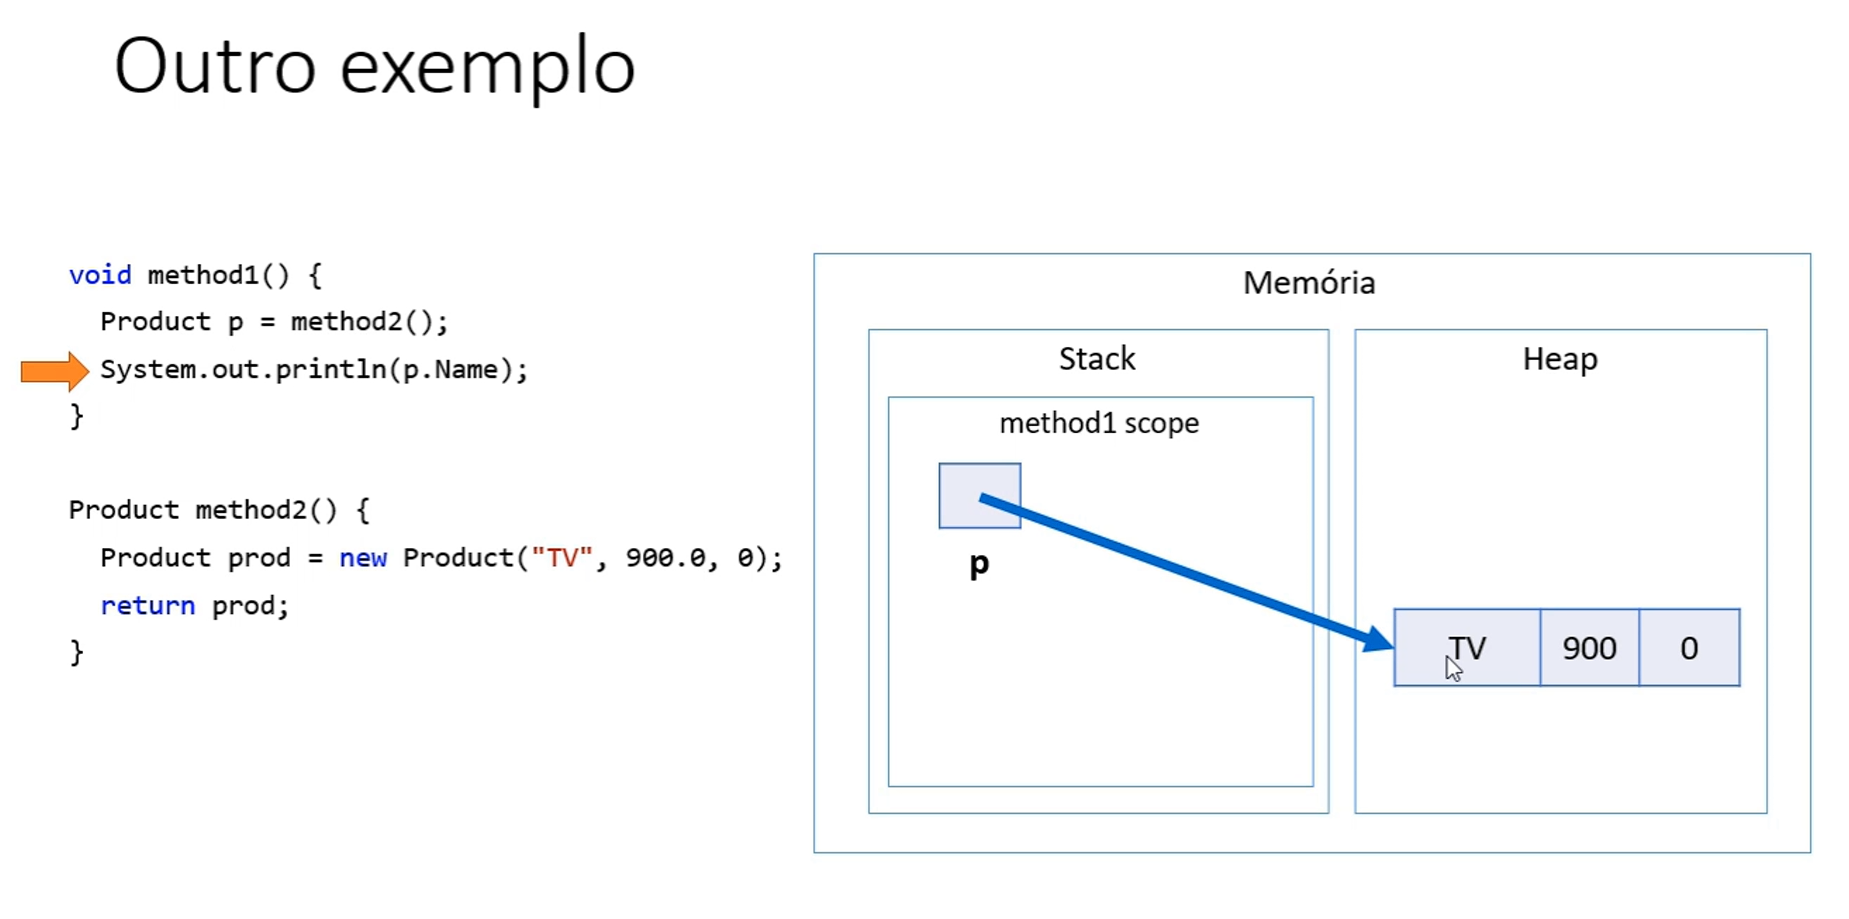 Outro exemplo
void method1() {
Product p = method2();
System.out.println(p.Name);
}
Product method2() {
Product prod = new Product("TV", 900.0, 0);
return prod;
}
Memória
Stack
Heap
method1 scope
p
TV 900 0